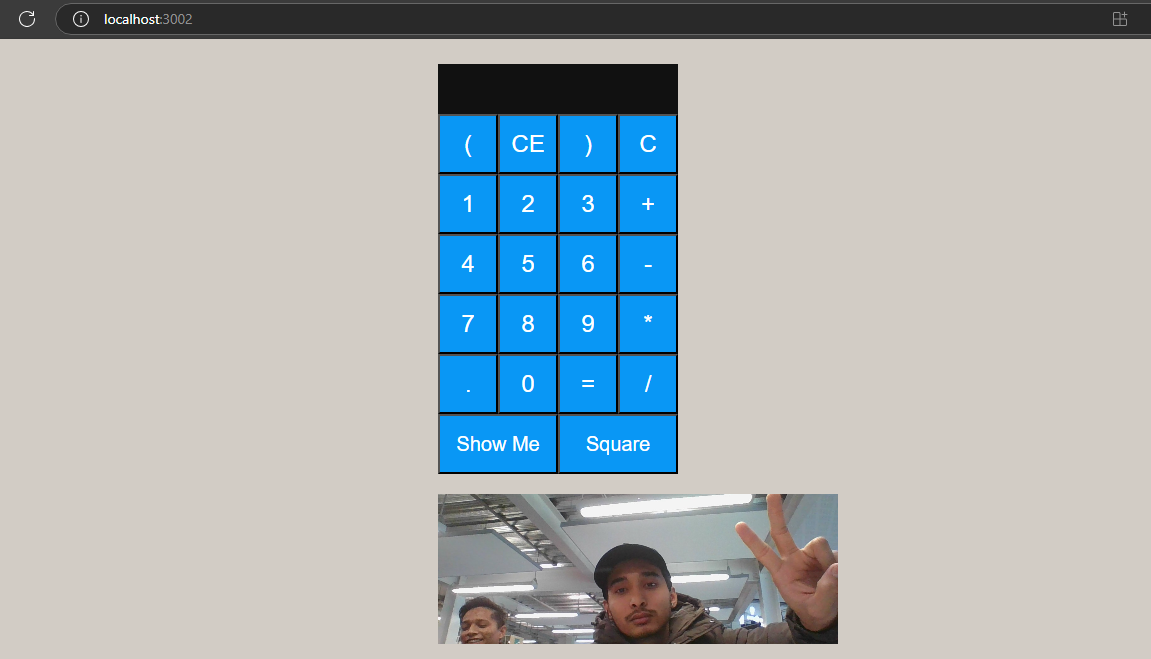 localhost:3002
( CE ) C
1 2 3 +
4 5 6 -
7 8 9 *
. 0 = /
Show Me Square